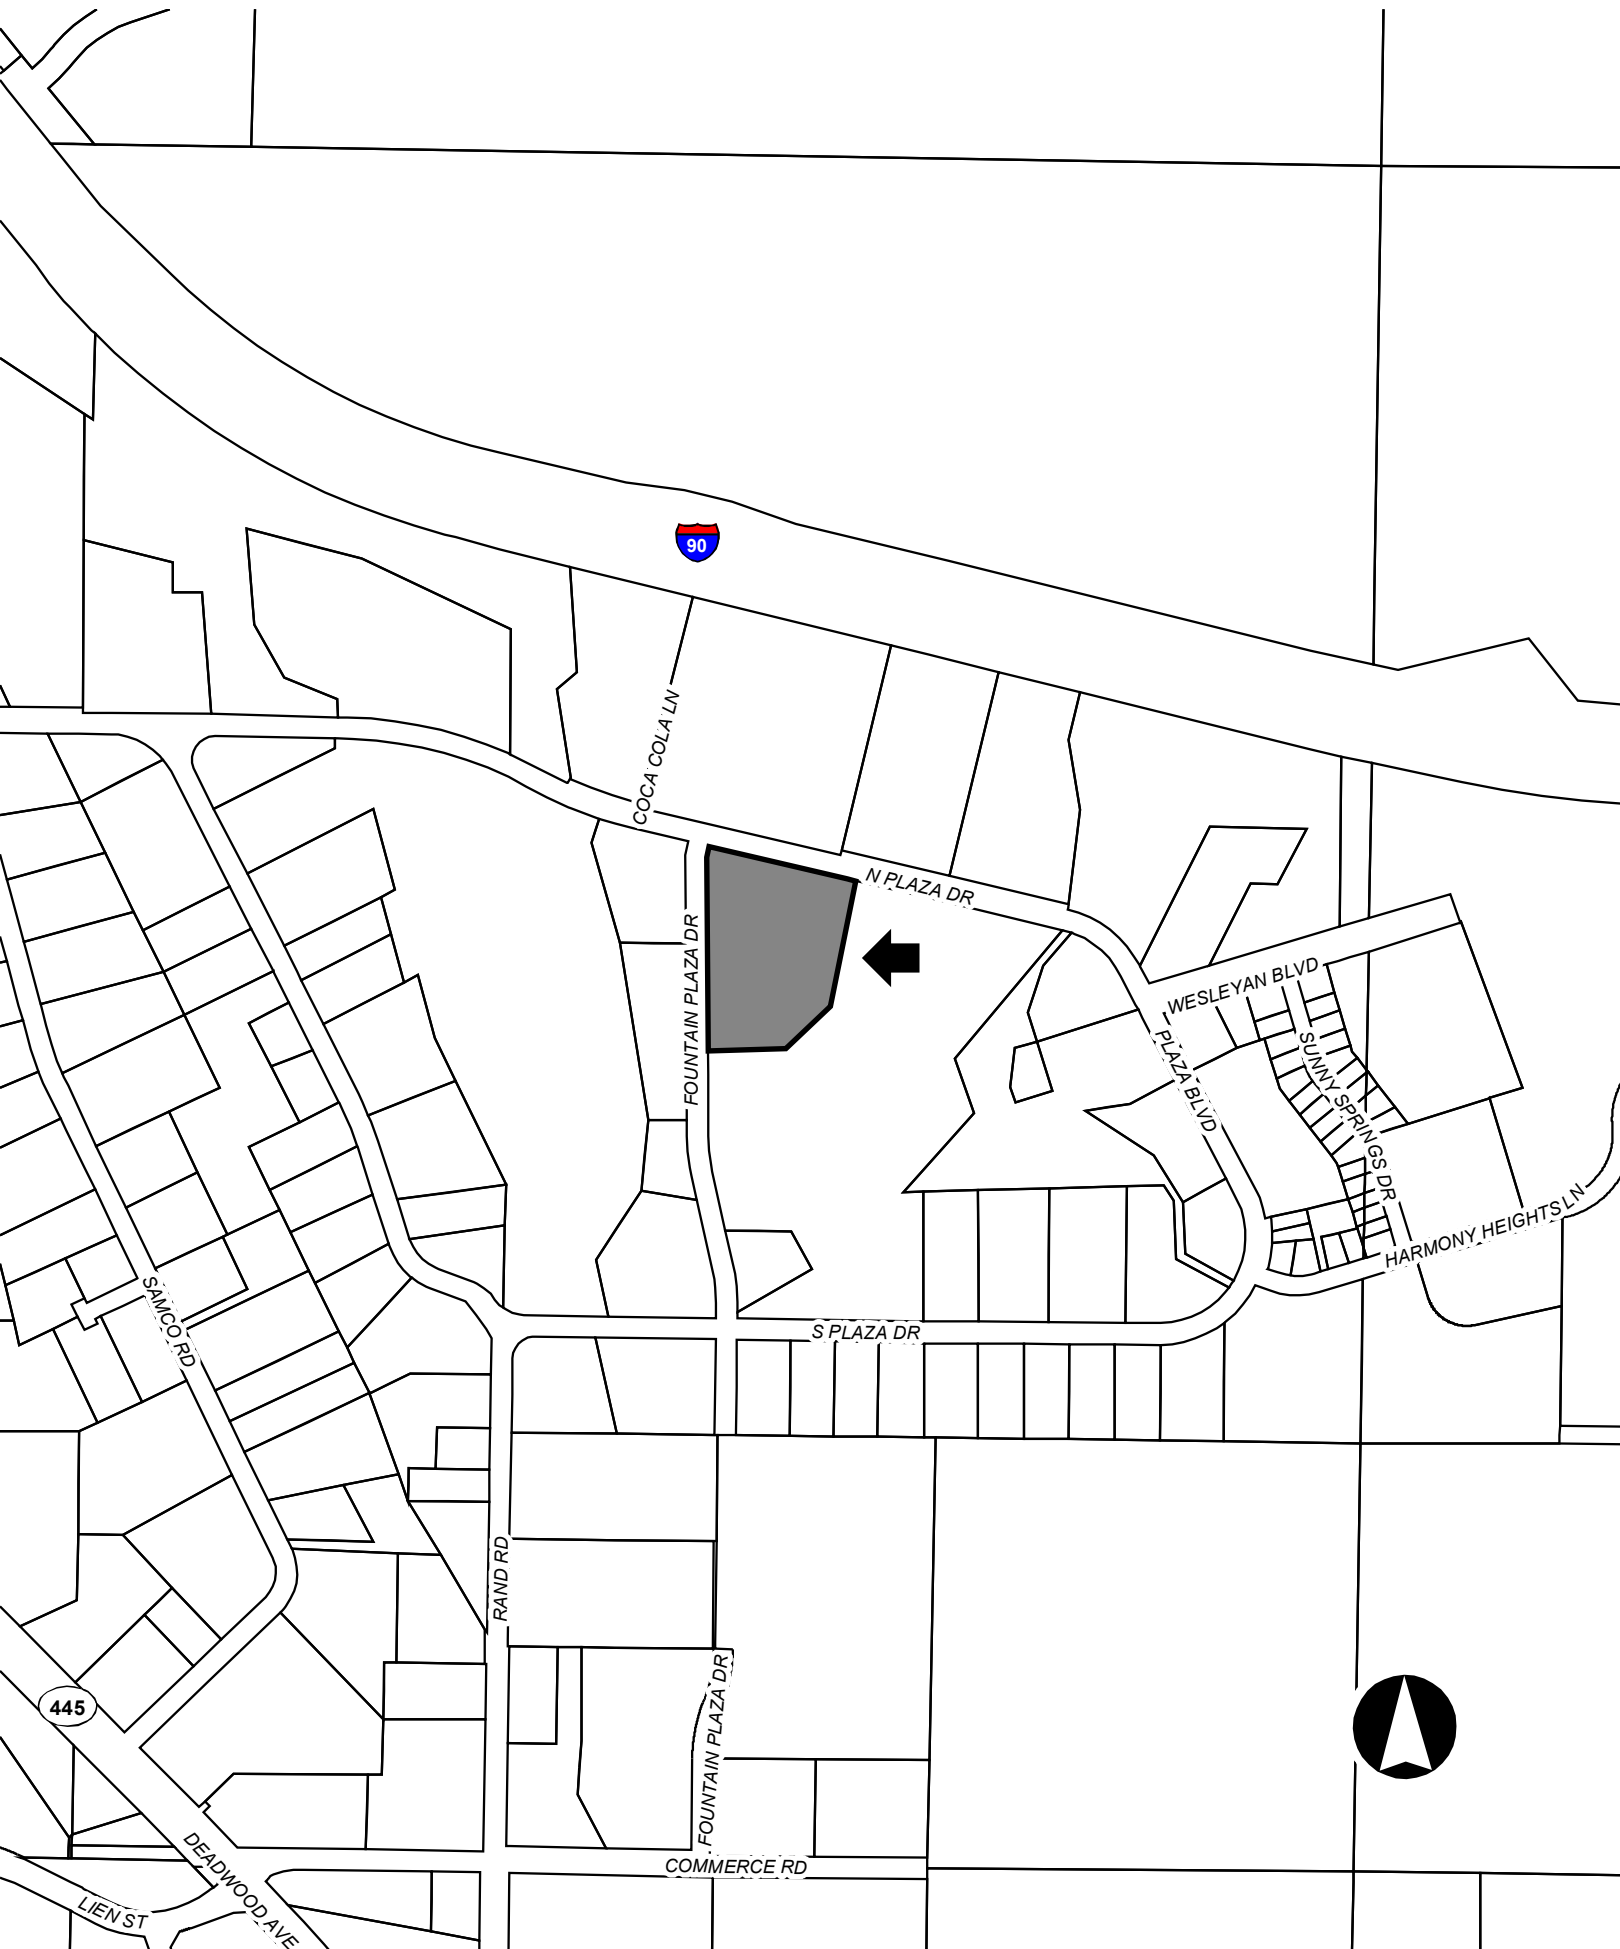 90
COCA COLA LN
N PLAZA DR
FOUNTAIN PLAZA DR
WESLEYAN BLVD
PLAZA BLVD
SUNNY SPRINGS DR
HARMONY HEIGHTS LN
SAMCO RD
S PLAZA DR
RAND RD
FOUNTAIN PLAZA DR
445
DEADWOOD AVE
COMMERCE RD
LIEN ST